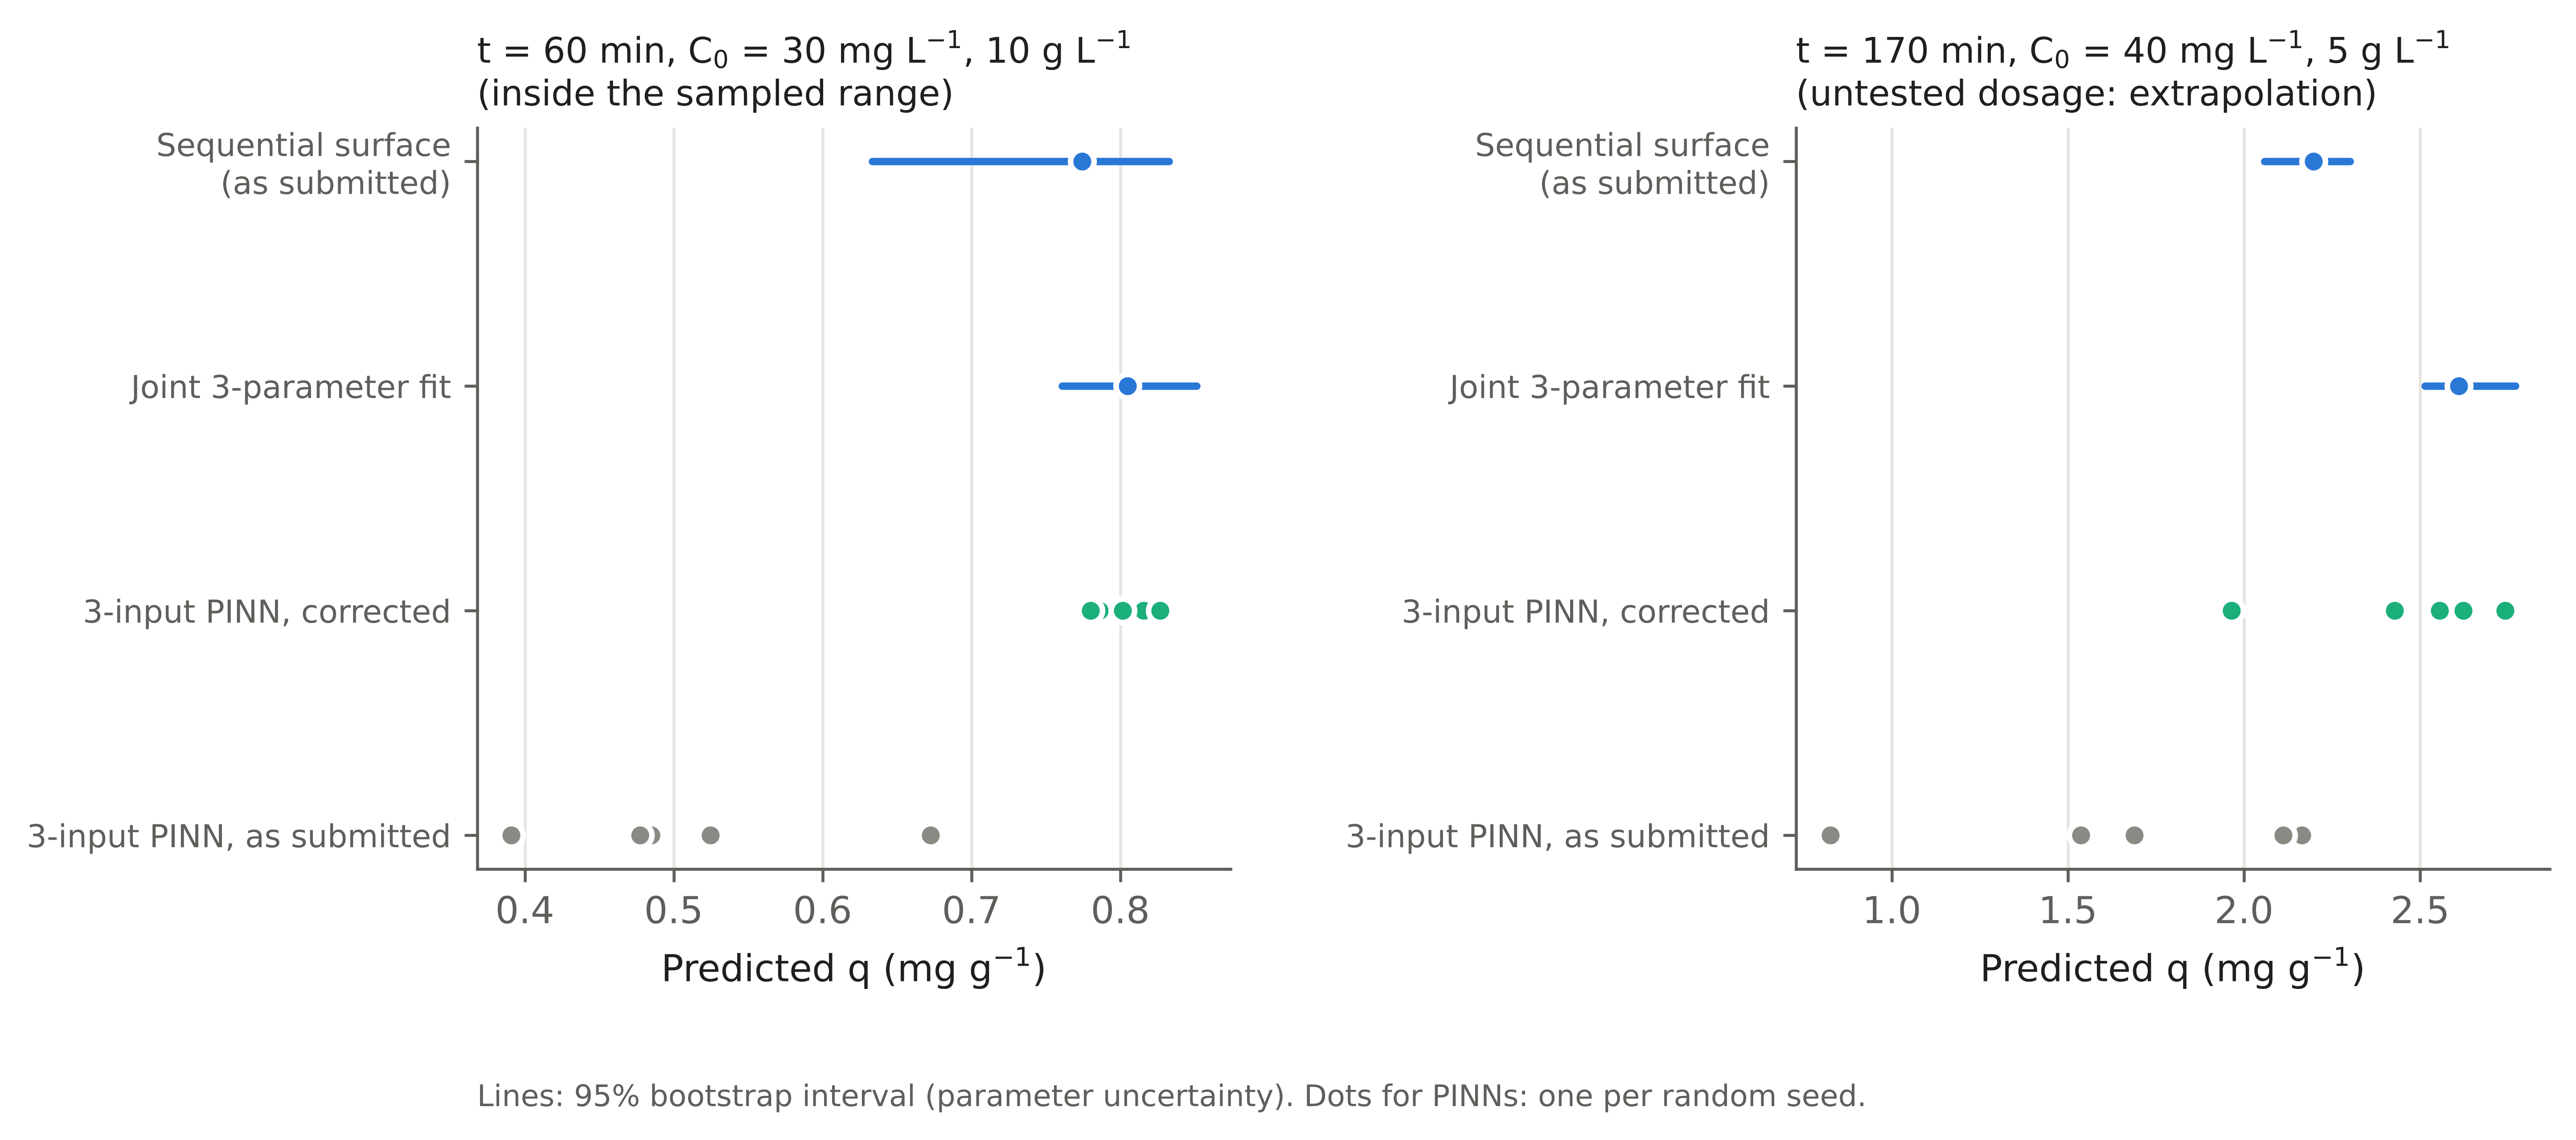 t = 60 min, C₀ = 30 mg L⁻¹, 10 g L⁻¹
(inside the sampled range)
Sequential surface
(as submitted)
Joint 3-parameter fit
3-input PINN, corrected
3-input PINN, as submitted
0.4 0.5 0.6 0.7 0.8
Predicted q (mg g⁻¹)
t = 170 min, C₀ = 40 mg L⁻¹, 5 g L⁻¹
(untested dosage: extrapolation)
Sequential surface
(as submitted)
Joint 3-parameter fit
3-input PINN, corrected
3-input PINN, as submitted
1.0 1.5 2.0 2.5
Predicted q (mg g⁻¹)
Lines: 95% bootstrap interval (parameter uncertainty). Dots for PINNs: one per random seed.